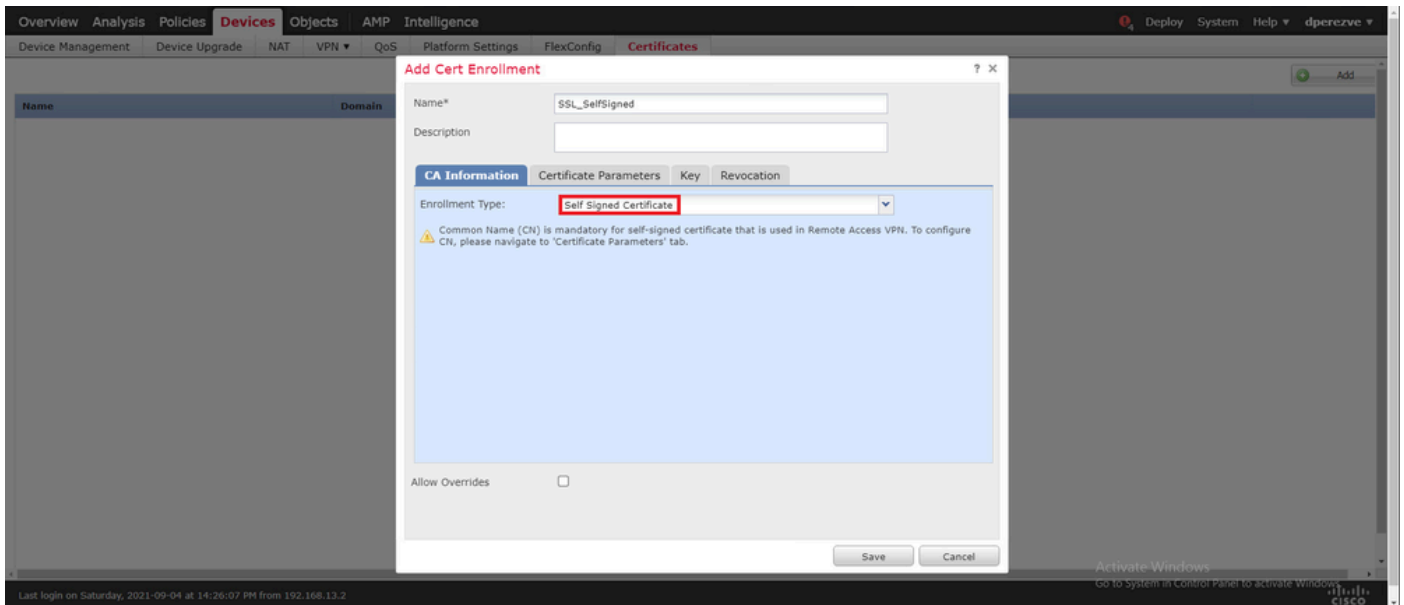 Overview Analysis Policies Devices Objects AMP Intelligence Deploy System Help ▾ dperezve ▾
4
Device Management Device Upgrade NAT VPN ▾ QoS Platform Settings FlexConfig Certificates
Add
Name Domain
Add Cert Enrollment ? ×
Name* SSL_SelfSigned
Description
CA Information Certificate Parameters Key Revocation
Enrollment Type: Self Signed Certificate
Common Name (CN) is mandatory for self-signed certificate that is used in Remote Access VPN. To configure
CN, please navigate to 'Certificate Parameters' tab.
Allow Overrides
Save Cancel
Activate Windows
Go to System in Control Panel to activate Windows.
Last login on Saturday, 2021-09-04 at 14:26:07 PM from 192.168.13.2
CISCO